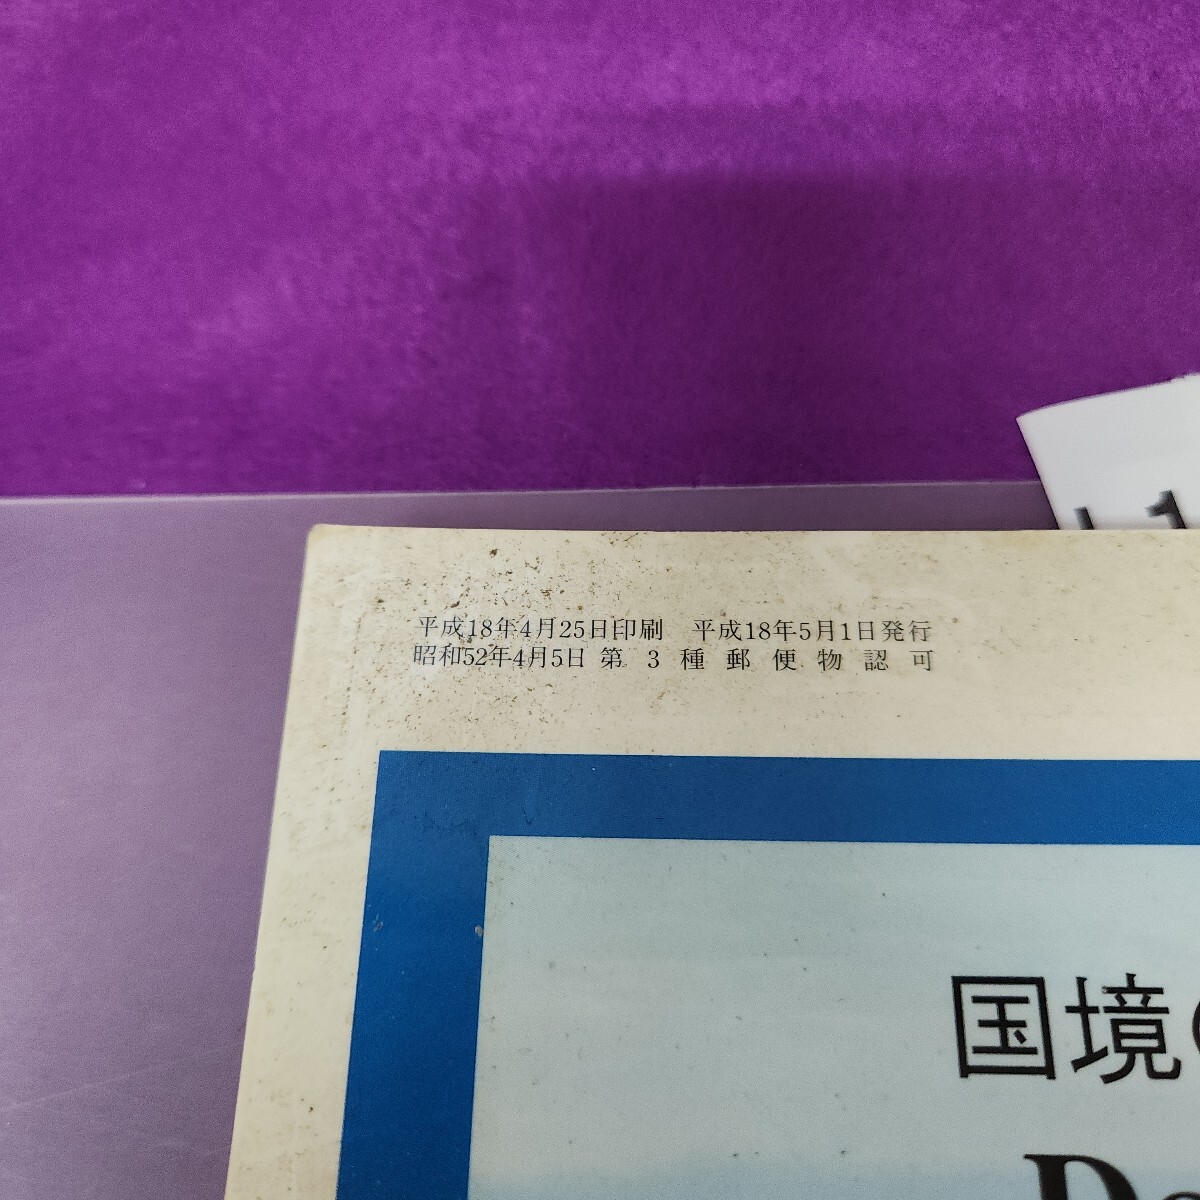 平成18年4月25日印刷　平成18年5月1日発行
昭和52年4月5日 第 3 種 郵 便 物 認 可
国境